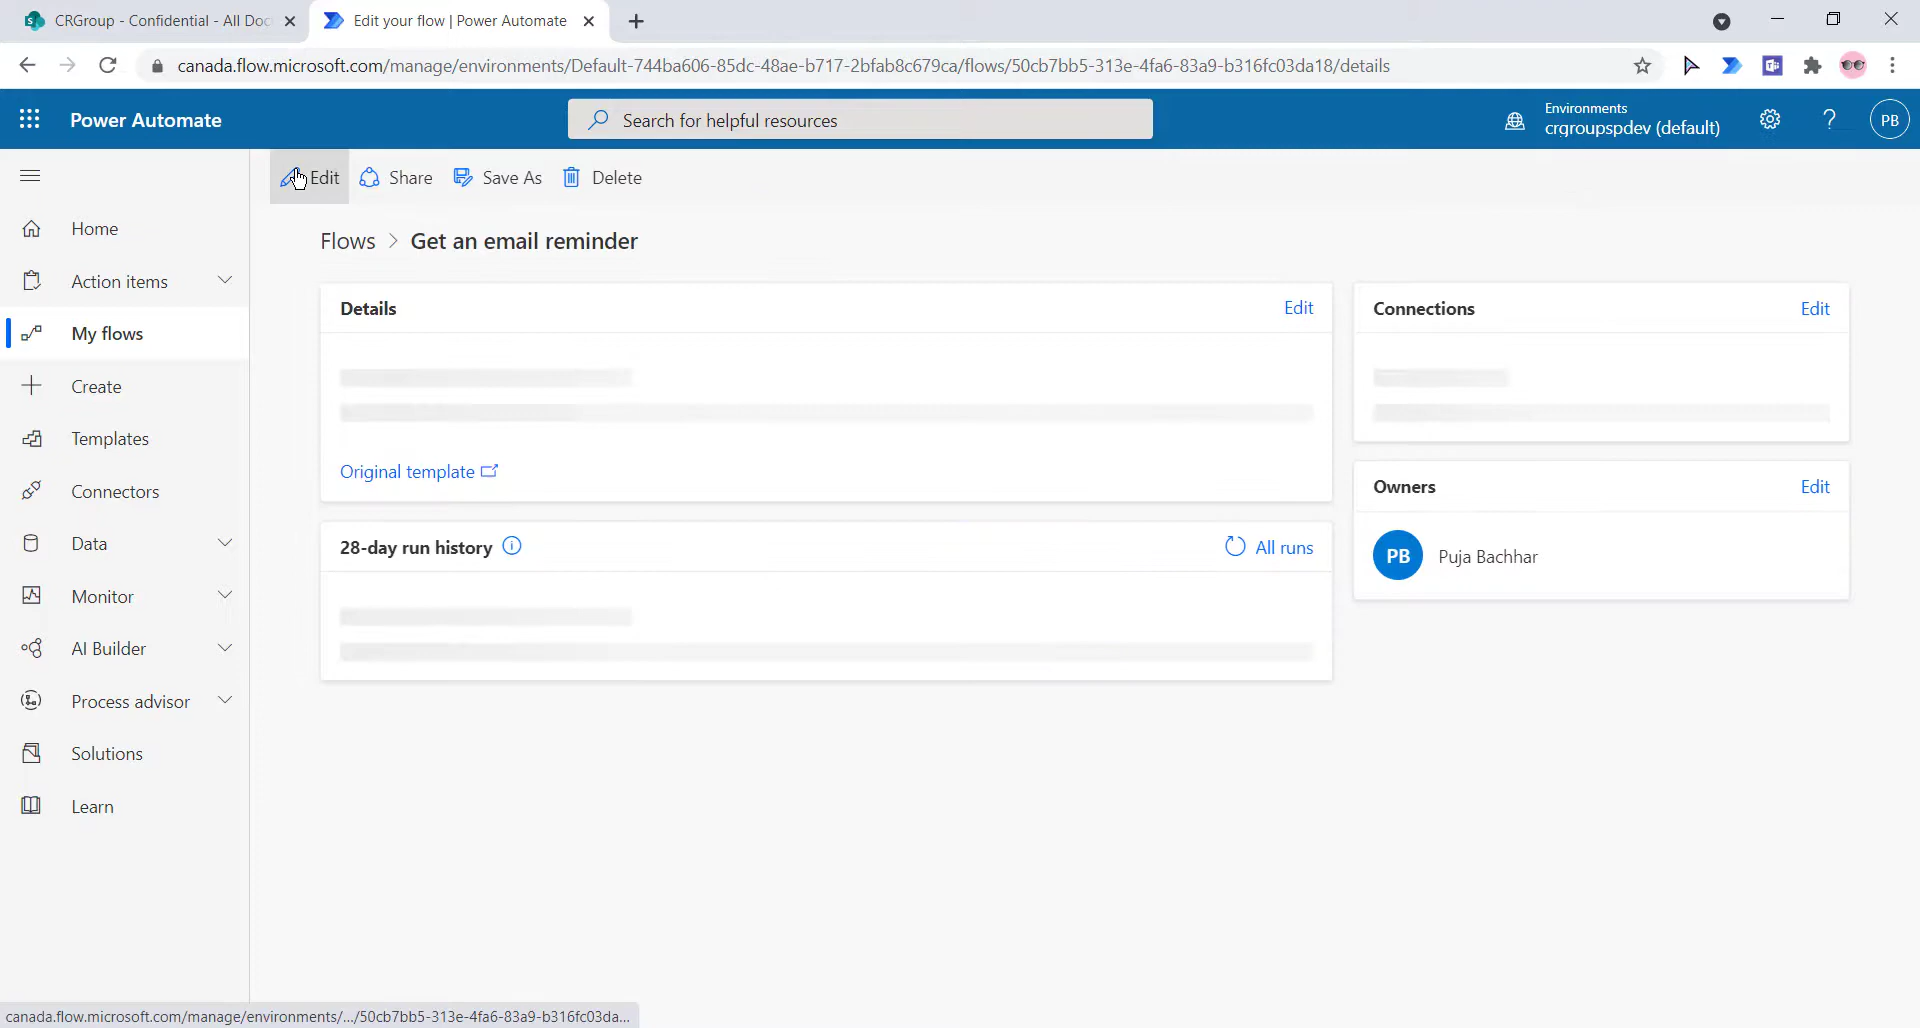 CRGroup - Confidential - All Doc
Edit your flow | Power Automate
canada.flow.microsoft.com/manage/environments/Default-744ba606-85dc-48ae-b717-2bfab8c679ca/flows/50cb7bb5-313e-4fa6-83a9-b316fc03da18/details
Power Automate
Search for helpful resources
Environments
crgroupspdev (default)
PB
Edit
Share
Save As
Delete
Home
Action items
My flows
Create
Templates
Connectors
Data
Monitor
AI Builder
Process advisor
Solutions
Learn
Flows > Get an email reminder
Details
Edit
Original template
28-day run history
All runs
Connections
Edit
Owners
Edit
PB
Puja Bachhar
canada.flow.microsoft.com/manage/environments/.../50cb7bb5-313e-4fa6-83a9-b316fc03da...